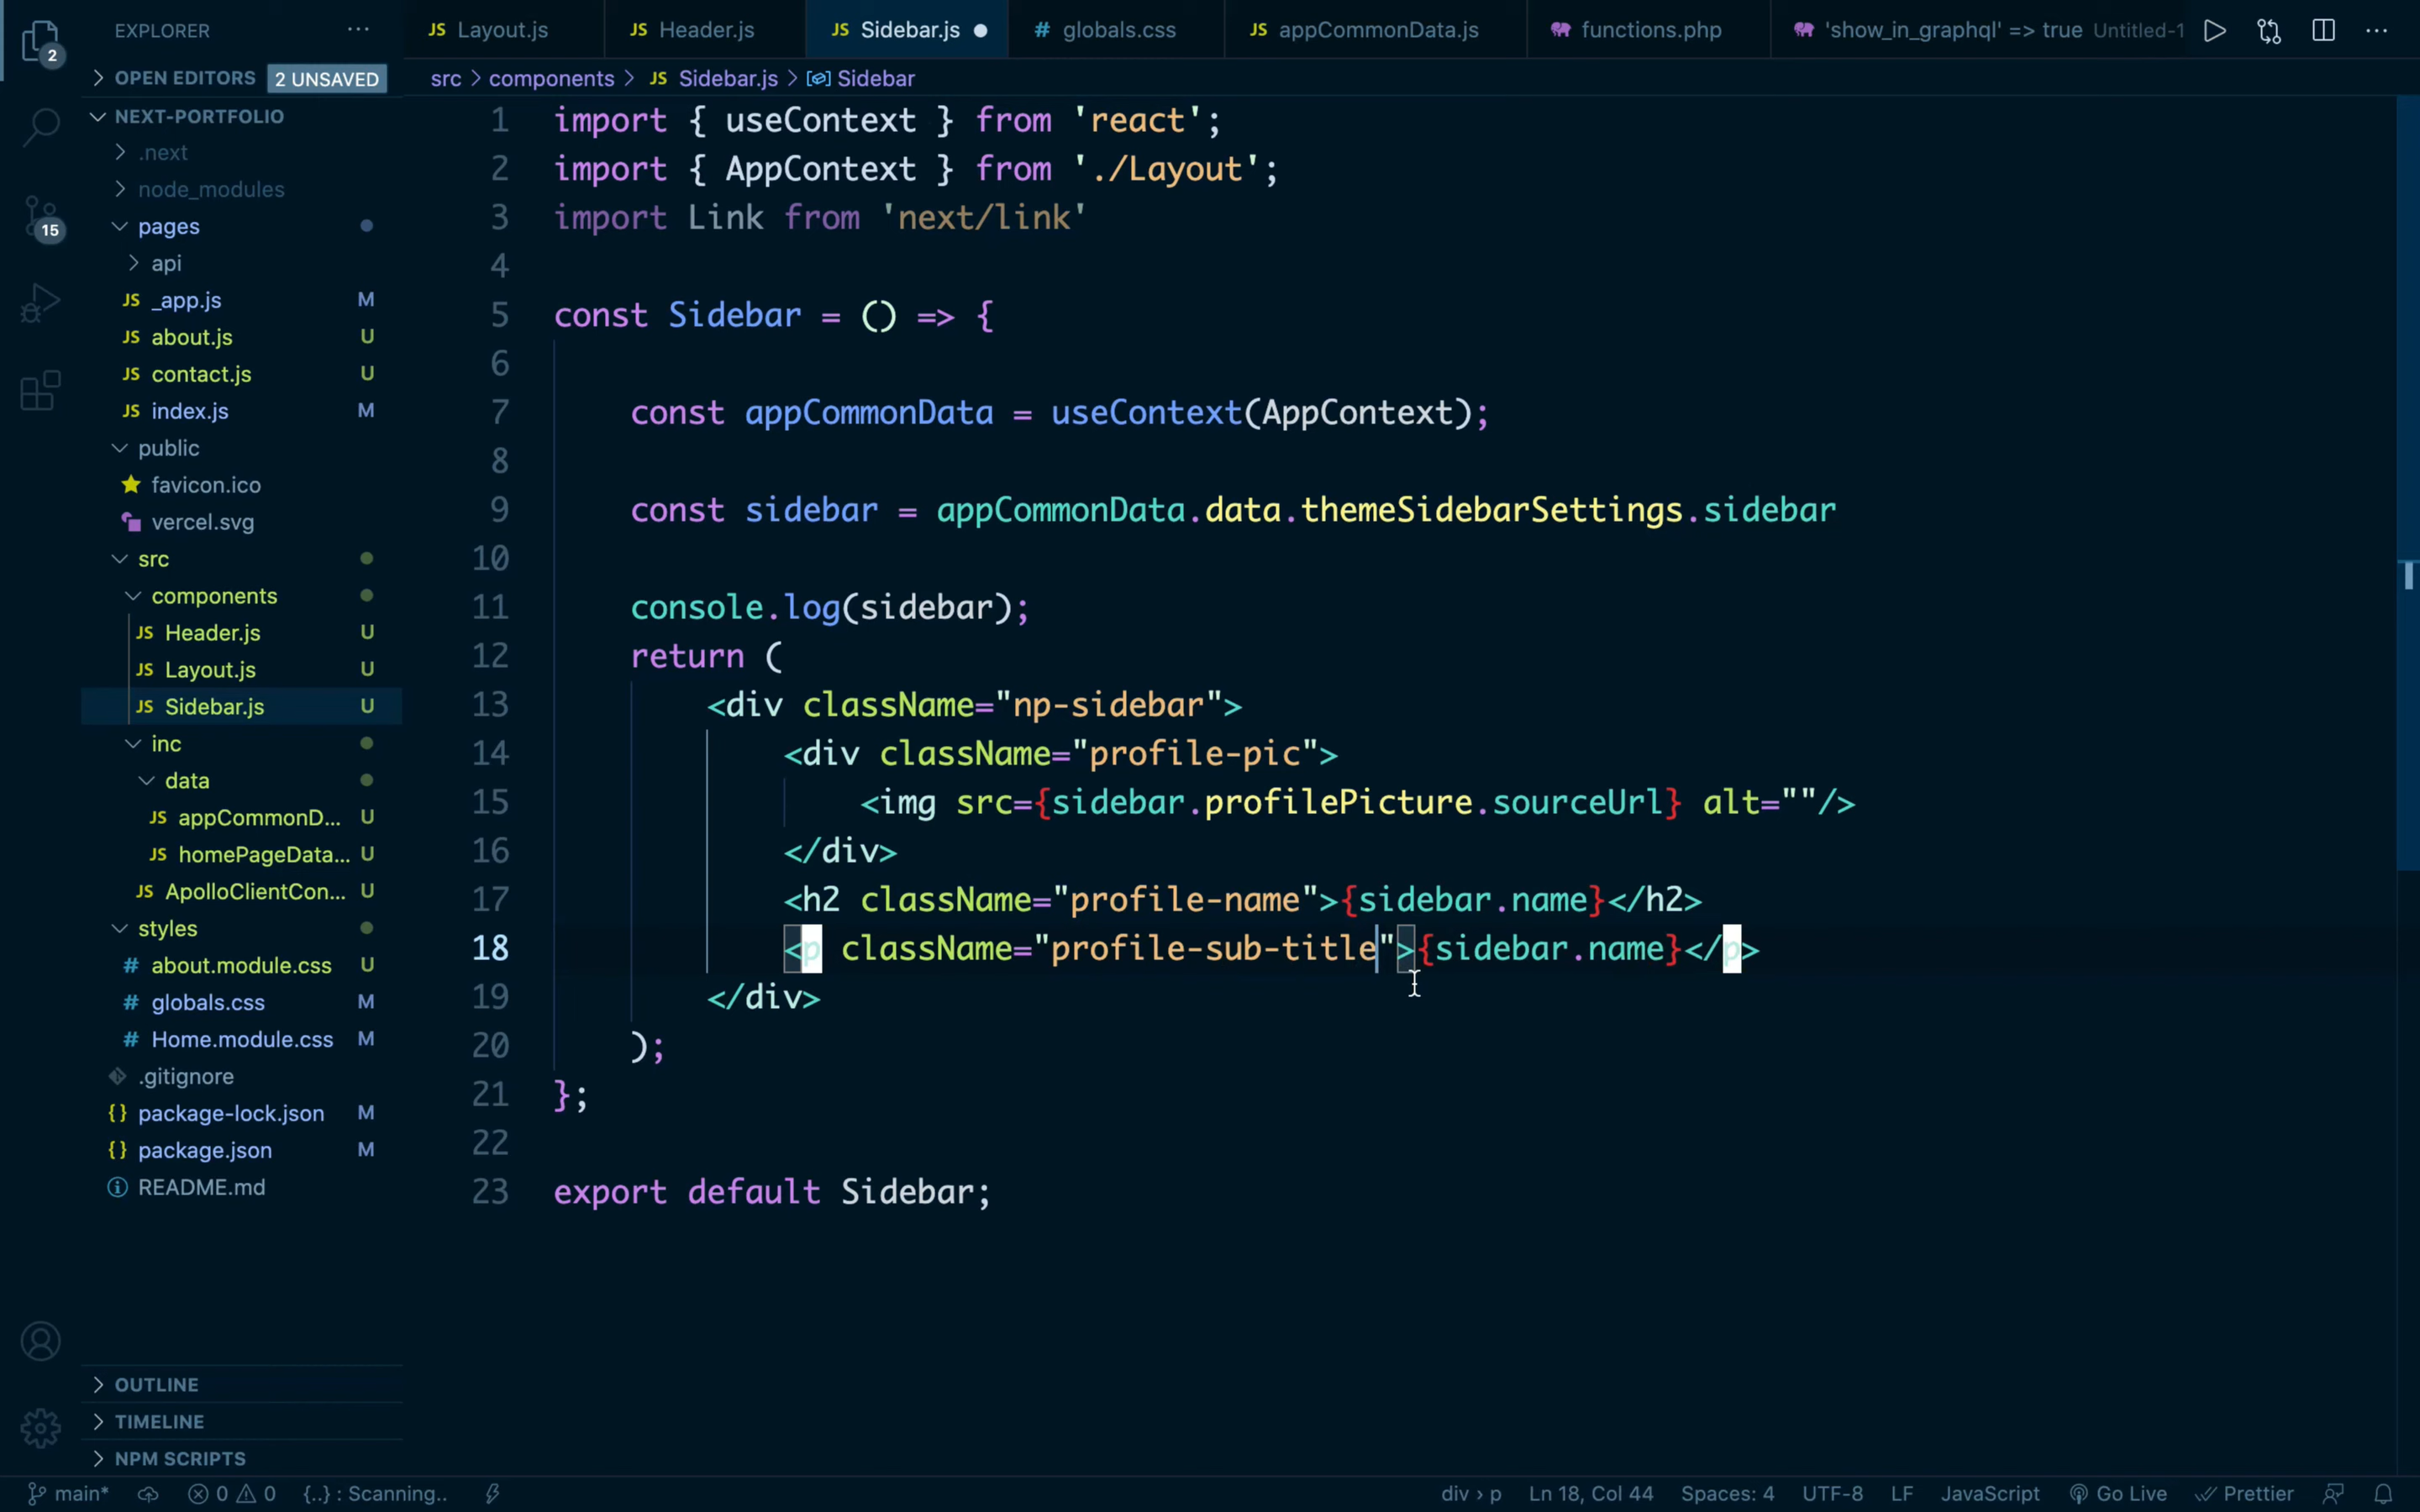 EXPLORER
Layout.js
Header.js
Sidebar.js
globals.css
appCommonData.js
functions.php
'show_in_graphql' => true Untitled-1
2
OPEN EDITORS 2 UNSAVED
src > components > JS Sidebar.js > Sidebar
NEXT-PORTFOLIO
.next
node_modules
15
pages
api
JS _app.js M
JS about.js U
JS contact.js U
JS index.js M
public
favicon.ico
vercel.svg
src
components
JS Header.js U
JS Layout.js U
JS Sidebar.js U
inc
data
JS appCommonD... U
JS homePageData... U
JS ApolloClientCon... U
styles
# about.module.css U
# globals.css M
# Home.module.css M
.gitignore
{} package-lock.json M
{} package.json M
README.md
OUTLINE
TIMELINE
NPM SCRIPTS
1 import { useContext } from 'react';
2 import { AppContext } from './Layout';
3 import Link from 'next/link'
4
5 const Sidebar = () => {
6
7 const appCommonData = useContext(AppContext);
8
9 const sidebar = appCommonData.data.themeSidebarSettings.sidebar
10
11 console.log(sidebar);
12 return (
13 <div className="np-sidebar">
14 <div className="profile-pic">
15 <img src={sidebar.profilePicture.sourceUrl} alt=""/>
16 </div>
17 <h2 className="profile-name">{sidebar.name}</h2>
18 <p className="profile-sub-title">{sidebar.name}</p>
19 </div>
20 );
21 };
22
23 export default Sidebar;
main* 0 0 {..} : Scanning.. div › p Ln 18, Col 44 Spaces: 4 UTF-8 LF JavaScript Go Live Prettier